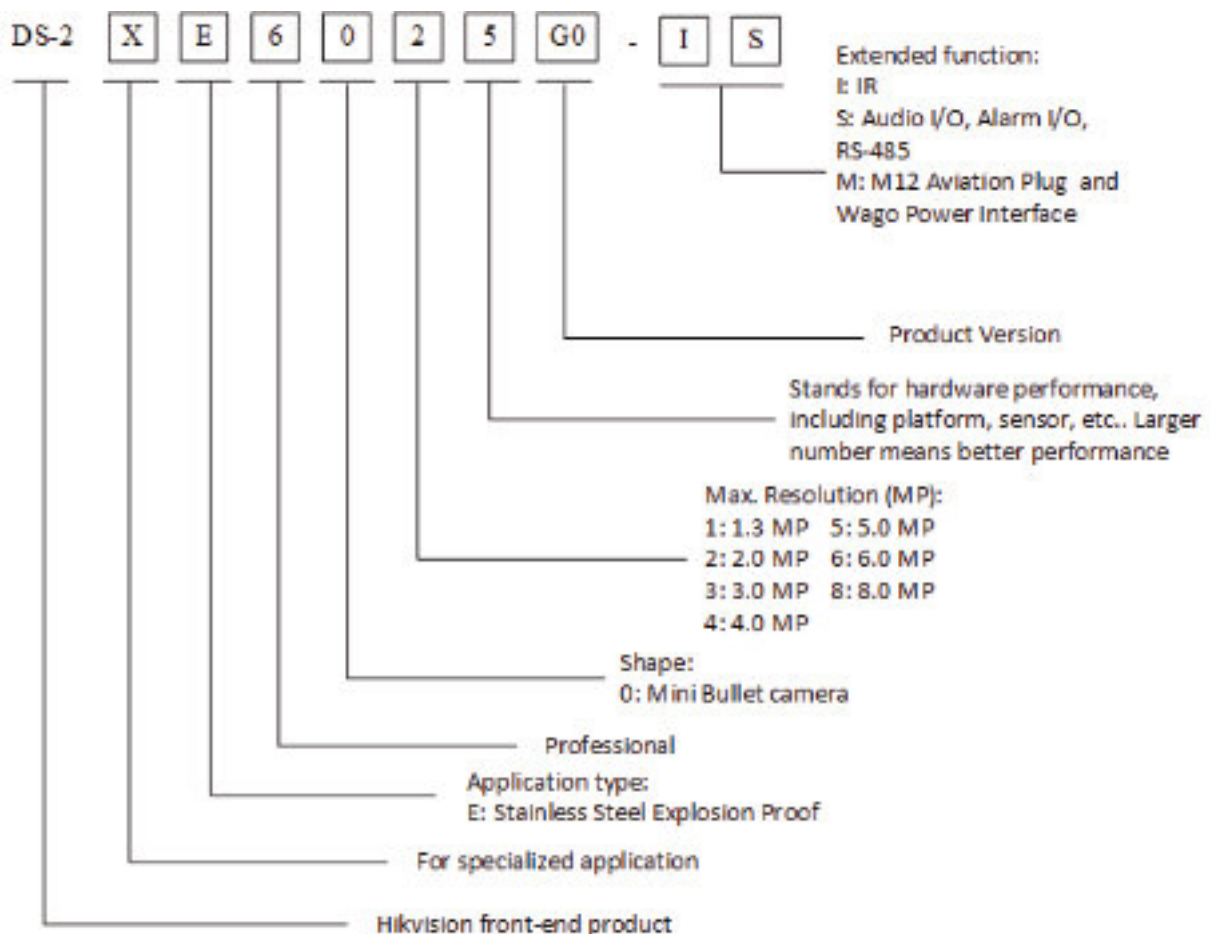 DS-2 X E 6 0 2 5 G0 - I S
Extended function:
I: IR
S: Audio I/O, Alarm I/O,
RS-485
M: M12 Aviation Plug and
Wago Power Interface
Product Version
Stands for hardware performance,
including platform, sensor, etc.. Larger
number means better performance
Max. Resolution (MP):
1: 1.3 MP 5: 5.0 MP
2: 2.0 MP 6: 6.0 MP
3: 3.0 MP 8: 8.0 MP
4: 4.0 MP
Shape:
0: Mini Bullet camera
Professional
Application type:
E: Stainless Steel Explosion Proof
For specialized application
Hikvision front-end product